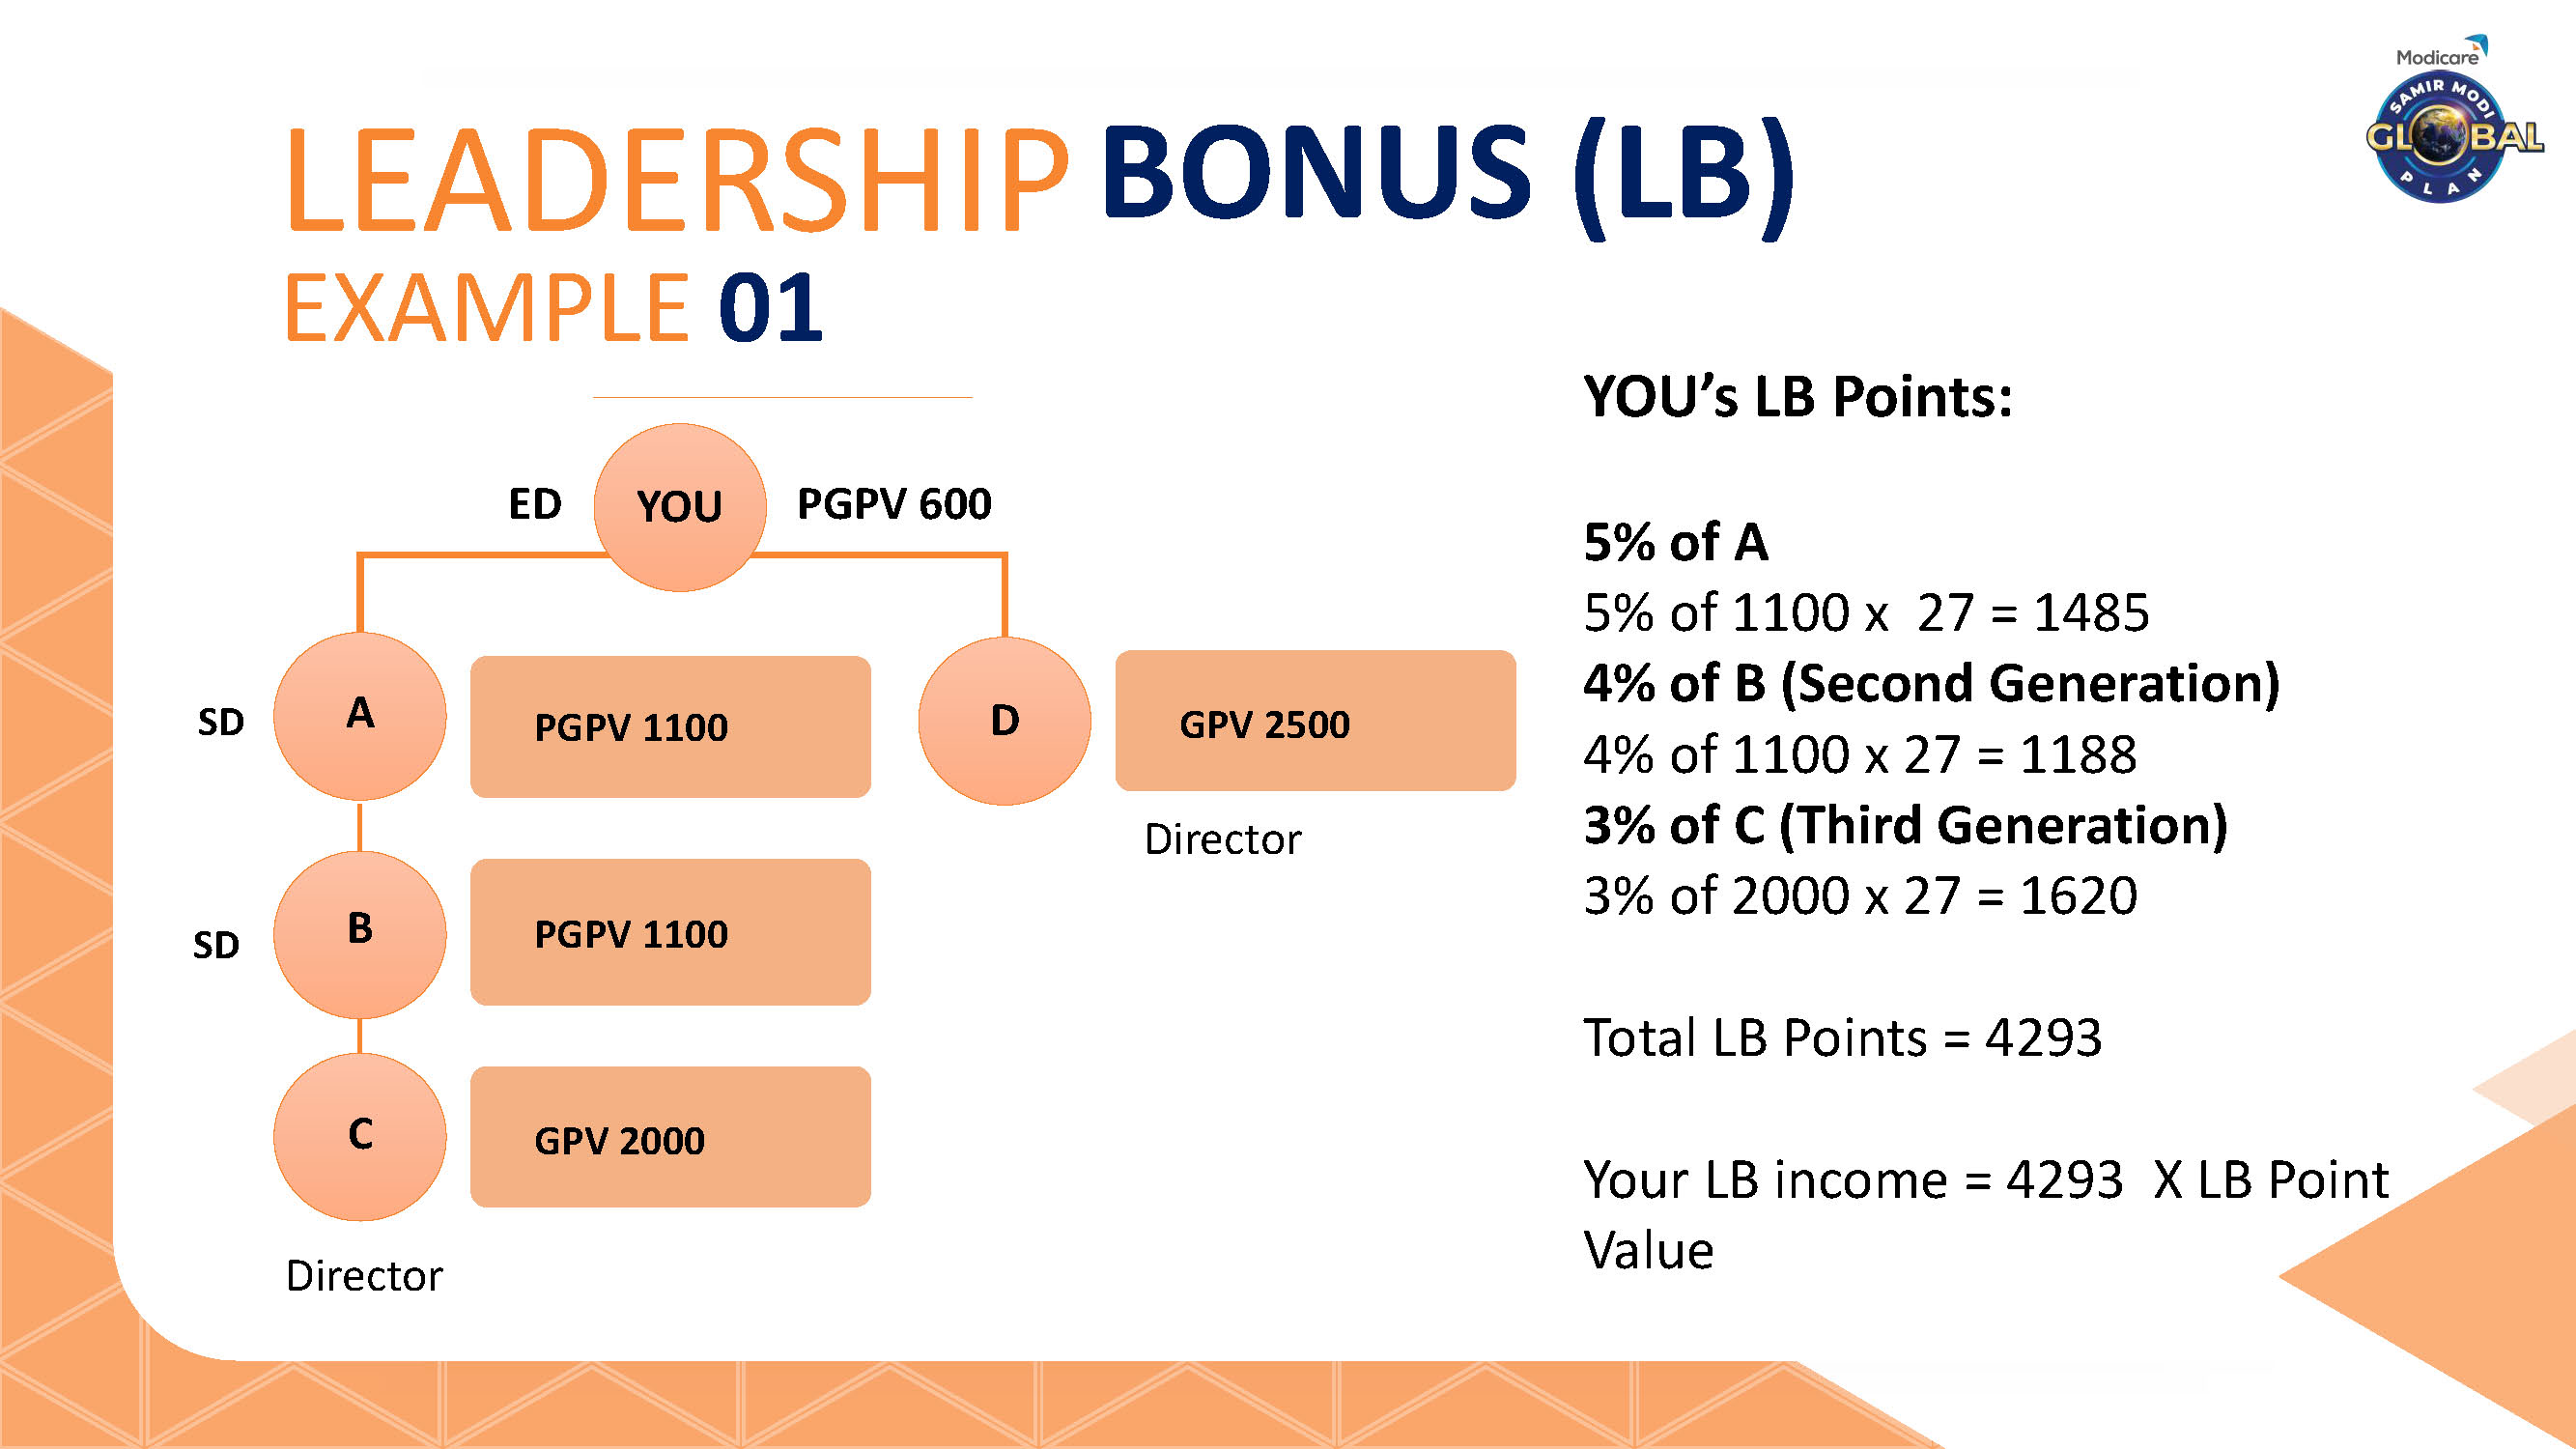 Modicare
SAMIR MODI
GLOBAL
PLAN
LEADERSHIP BONUS (LB)
EXAMPLE 01
ED
YOU
PGPV 600
SD
A
PGPV 1100
D
GPV 2500
Director
SD
B
PGPV 1100
C
GPV 2000
Director
YOU’s LB Points:
5% of A
5% of 1100 x 27 = 1485
4% of B (Second Generation)
4% of 1100 x 27 = 1188
3% of C (Third Generation)
3% of 2000 x 27 = 1620
Total LB Points = 4293
Your LB income = 4293 X LB Point
Value